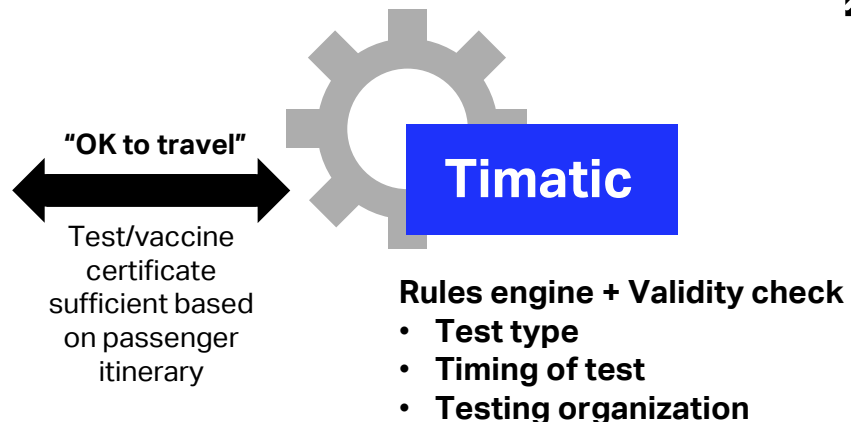 “OK to travel”
Test/vaccine
certificate
sufficient based
on passenger
itinerary
Timatic
Rules engine + Validity check
• Test type
• Timing of test
• Testing organization